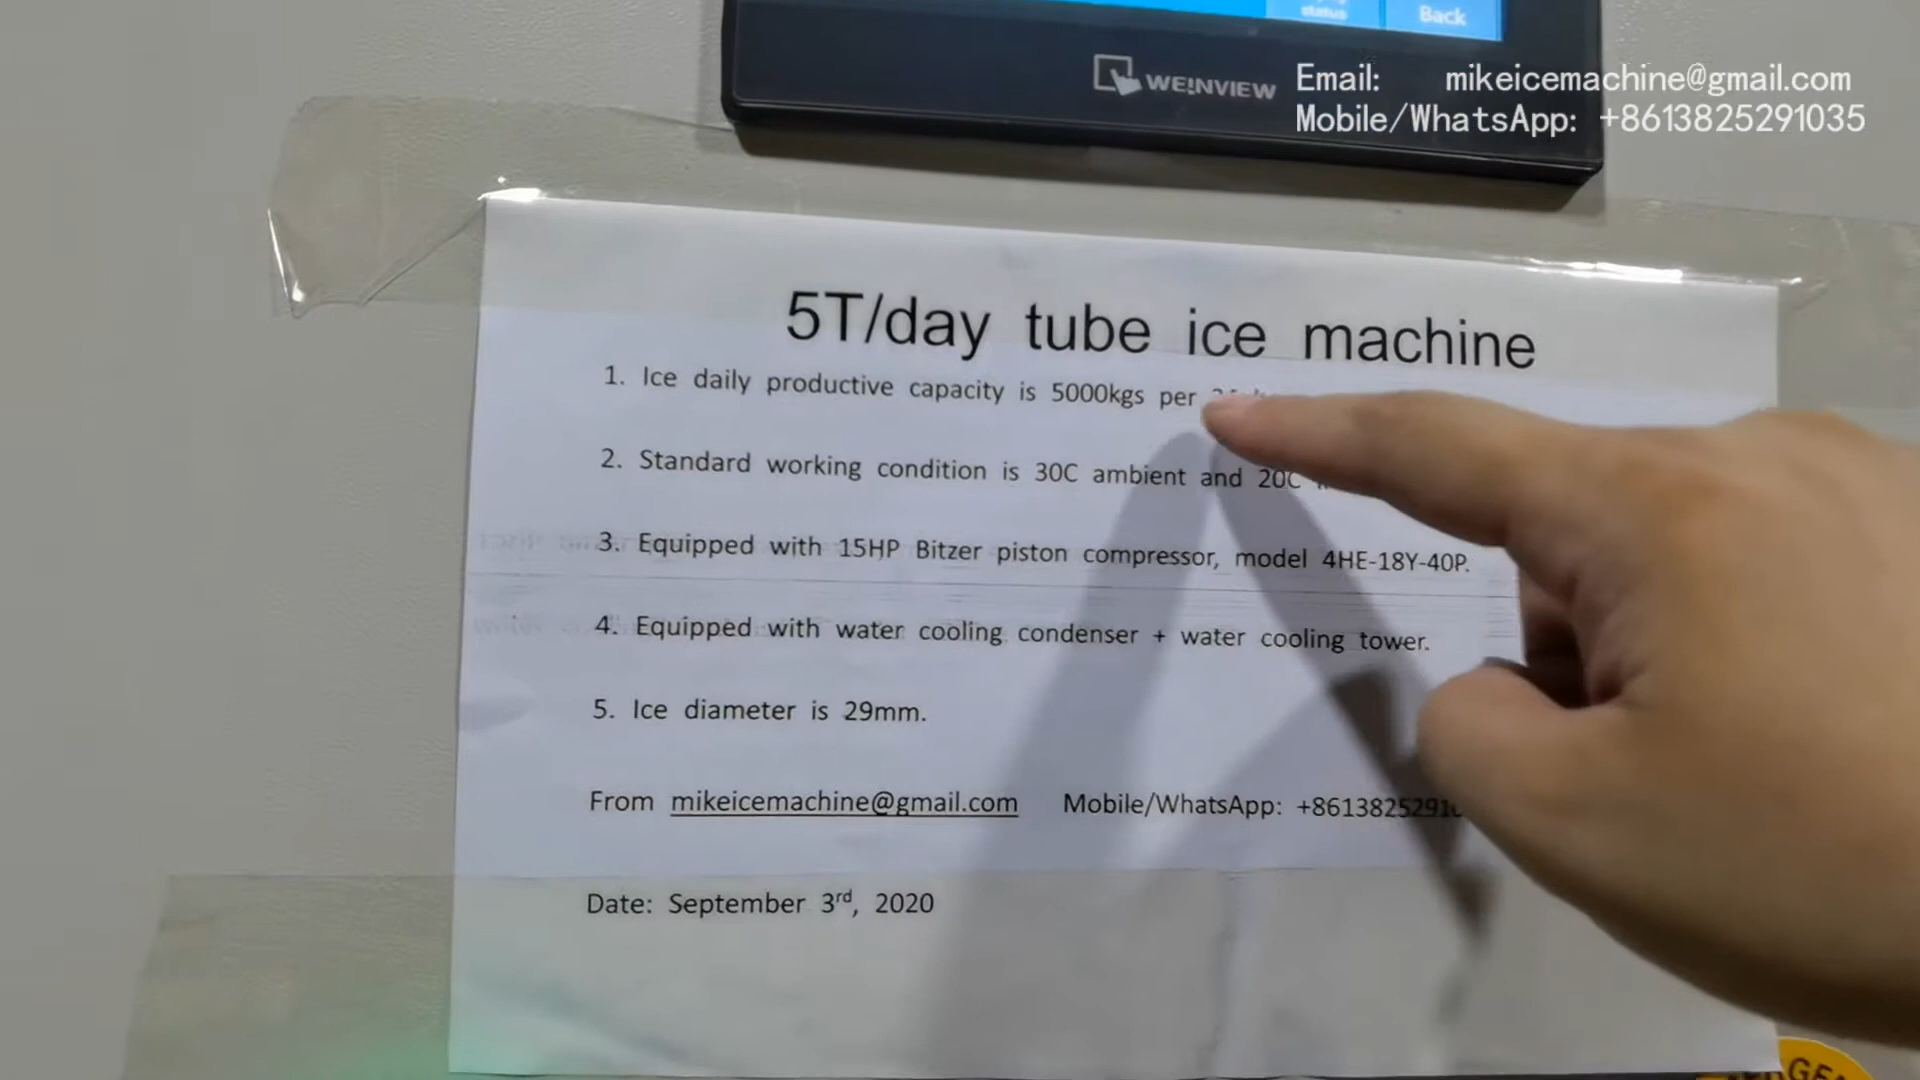 status
Back
WEINVIEW
Email: mikeicemachine@gmail.com
Mobile/WhatsApp: +8613825291035
5T/day tube ice machine
1. Ice daily productive capacity is 5000kgs per
2. Standard working condition is 30C ambient and 20C
3. Equipped with 15HP Bitzer piston compressor, model 4HE-18Y-40P.
4. Equipped with water cooling condenser + water cooling tower.
5. Ice diameter is 29mm.
From mikeicemachine@gmail.com Mobile/WhatsApp: +86138252910
Date: September 3rd, 2020